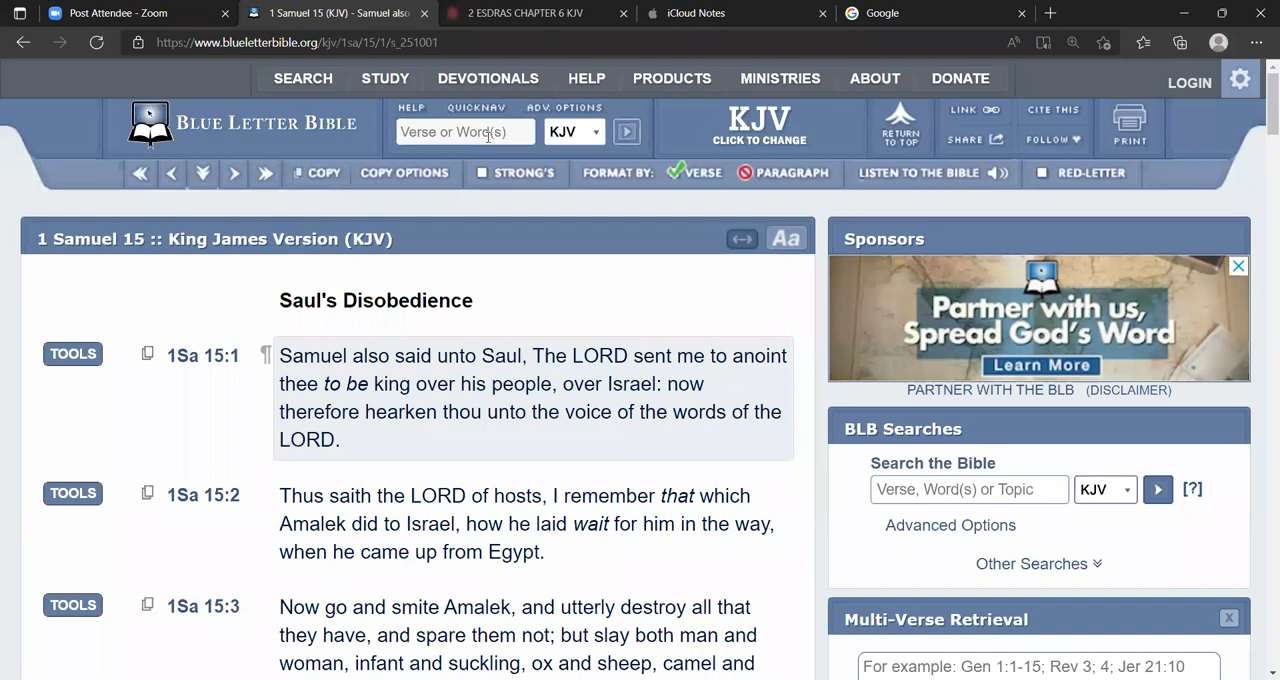 Post Attendee - Zoom
1 Samuel 15 (KJV) - Samuel also
2 ESDRAS CHAPTER 6 KJV
iCloud Notes
Google
https://www.blueletterbible.org/kjv/1sa/15/1/s_251001
SEARCH STUDY DEVOTIONALS HELP PRODUCTS MINISTRIES ABOUT DONATE
LOGIN
BLUE LETTER BIBLE
HELP QUICKNAV ADV. OPTIONS
Verse or Word(s) KJV
KJV
CLICK TO CHANGE
RETURN
TO TOP
LINK CITE THIS
SHARE FOLLOW
PRINT
COPY COPY OPTIONS STRONG'S FORMAT BY: VERSE PARAGRAPH LISTEN TO THE BIBLE RED-LETTER
1 Samuel 15 :: King James Version (KJV)
Aa
Saul's Disobedience
TOOLS 1Sa 15:1 ¶ Samuel also said unto Saul, The LORD sent me to anoint
thee to be king over his people, over Israel: now
therefore hearken thou unto the voice of the words of the
LORD.
TOOLS 1Sa 15:2 Thus saith the LORD of hosts, I remember that which
Amalek did to Israel, how he laid wait for him in the way,
when he came up from Egypt.
TOOLS 1Sa 15:3 Now go and smite Amalek, and utterly destroy all that
they have, and spare them not; but slay both man and
woman, infant and suckling, ox and sheep, camel and
Sponsors
Partner with us,
Spread God's Word
Learn More
PARTNER WITH THE BLB (DISCLAIMER)
BLB Searches
Search the Bible
Verse, Word(s) or Topic KJV [?]
Advanced Options
Other Searches
Multi-Verse Retrieval X
For example: Gen 1:1-15; Rev 3; 4; Jer 21:10